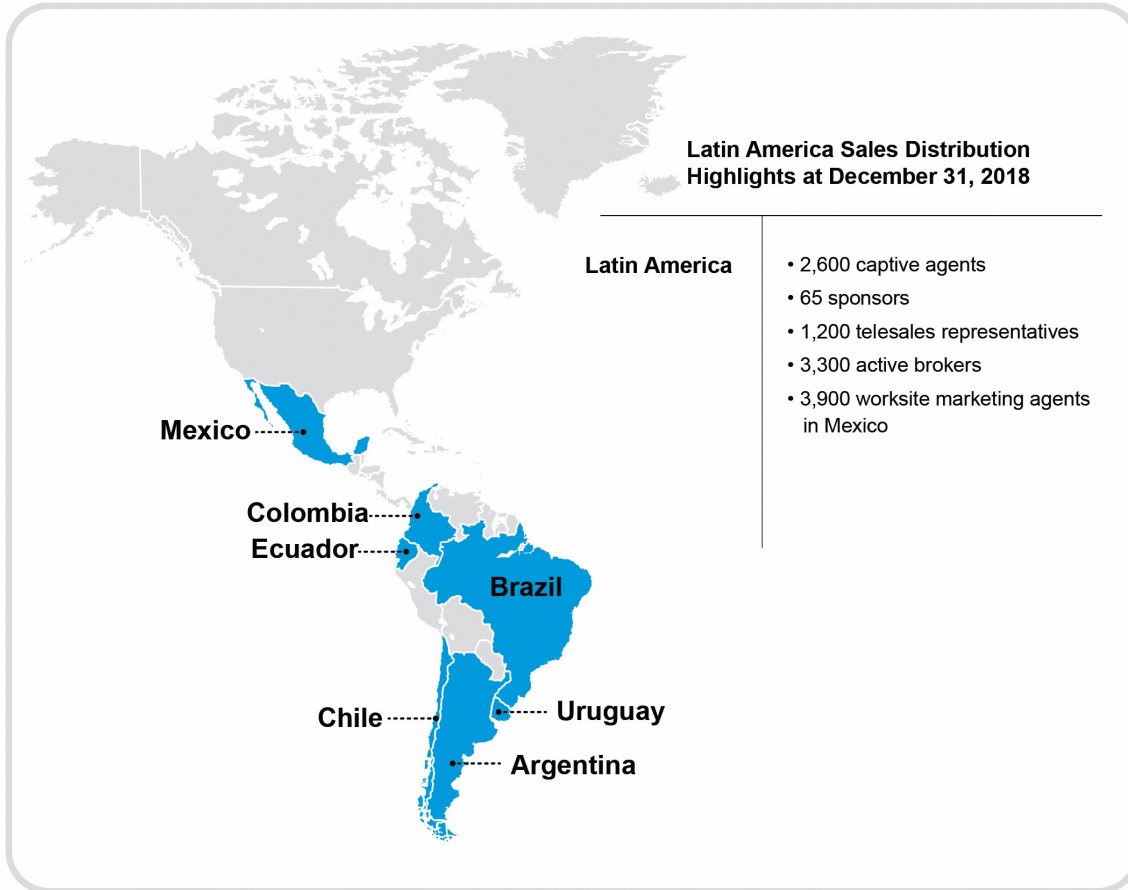 Latin America Sales Distribution
Highlights at December 31, 2018
Latin America
• 2,600 captive agents
• 65 sponsors
• 1,200 telesales representatives
• 3,300 active brokers
• 3,900 worksite marketing agents
in Mexico
Mexico
Colombia
Ecuador
Brazil
Chile
Uruguay
Argentina